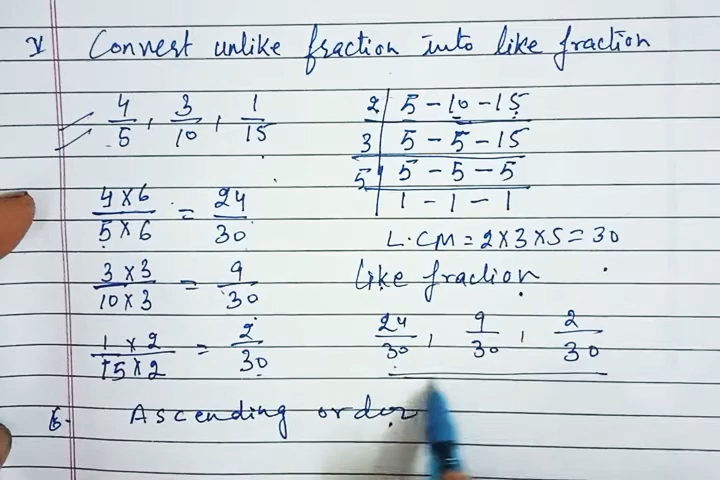 V Convert unlike fraction into like fraction
4/5, 3/10, 1/15
4×6/5×6 = 24/30
3×3/10×3 = 9/30
1×2/15×2 = 2/30
2 | 5 - 10 - 15
3 | 5 - 5 - 15
5 | 5 - 5 - 5
1 - 1 - 1
L.CM = 2×3×5 = 30
like fraction
24/30, 9/30, 2/30
6. Ascending order